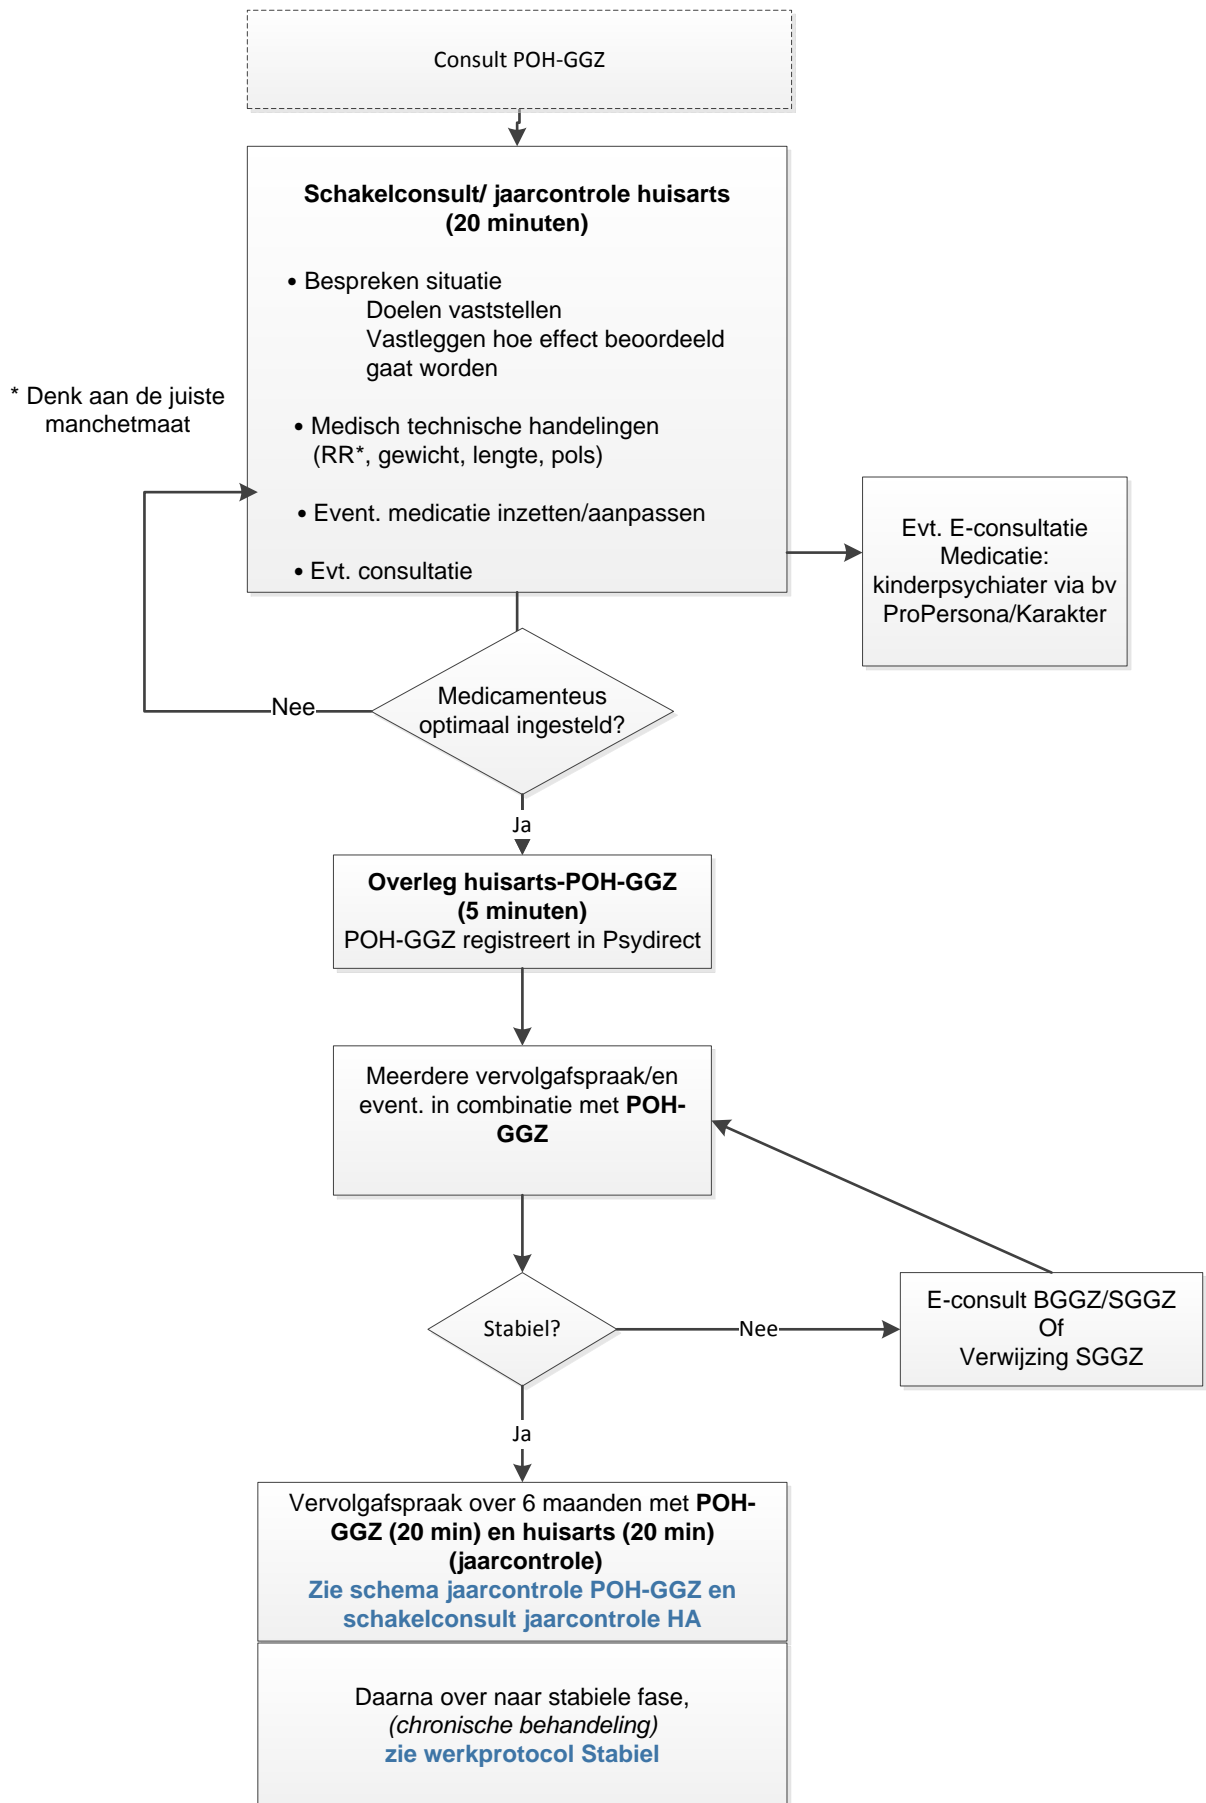 Consult POH-GGZ
Schakelconsult/ jaarcontrole huisarts
(20 minuten)
• Bespreken situatie
Doelen vaststellen
Vastleggen hoe effect beoordeeld
gaat worden
* Denk aan de juiste
manchetmaat
• Medisch technische handelingen
(RR*, gewicht, lengte, pols)
• Event. medicatie inzetten/aanpassen
• Evt. consultatie
Evt. E-consultatie
Medicatie:
kinderpsychiater via bv
ProPersona/Karakter
Medicamenteus
optimaal ingesteld?
Nee
Ja
Overleg huisarts-POH-GGZ
(5 minuten)
POH-GGZ registreert in Psydirect
Meerdere vervolgafspraak/en
event. in combinatie met POH-
GGZ
Stabiel?
Nee
E-consult BGGZ/SGGZ
Of
Verwijzing SGGZ
Ja
Vervolgafspraak over 6 maanden met POH-
GGZ (20 min) en huisarts (20 min)
(jaarcontrole)
Zie schema jaarcontrole POH-GGZ en
schakelconsult jaarcontrole HA
Daarna over naar stabiele fase,
(chronische behandeling)
zie werkprotocol Stabiel